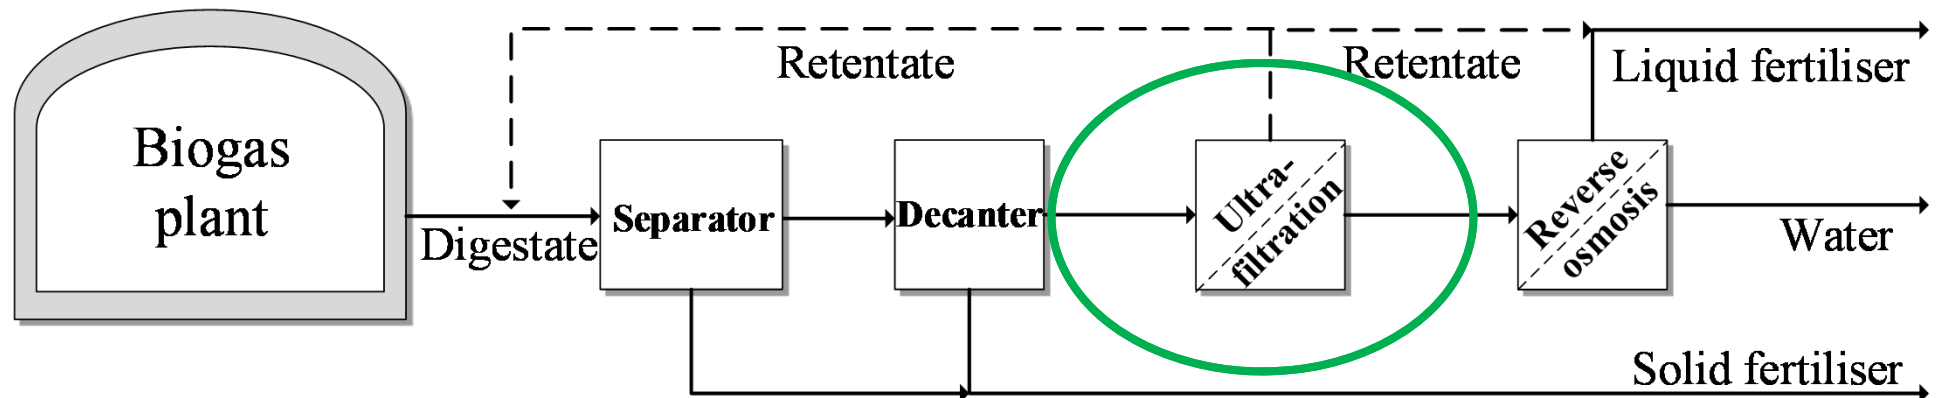 Retentate
Retentate
Liquid fertiliser
Biogas
plant
Digestate
Separator
Decanter
Ultra-
filtration
Reverse
osmosis
Water
Solid fertiliser